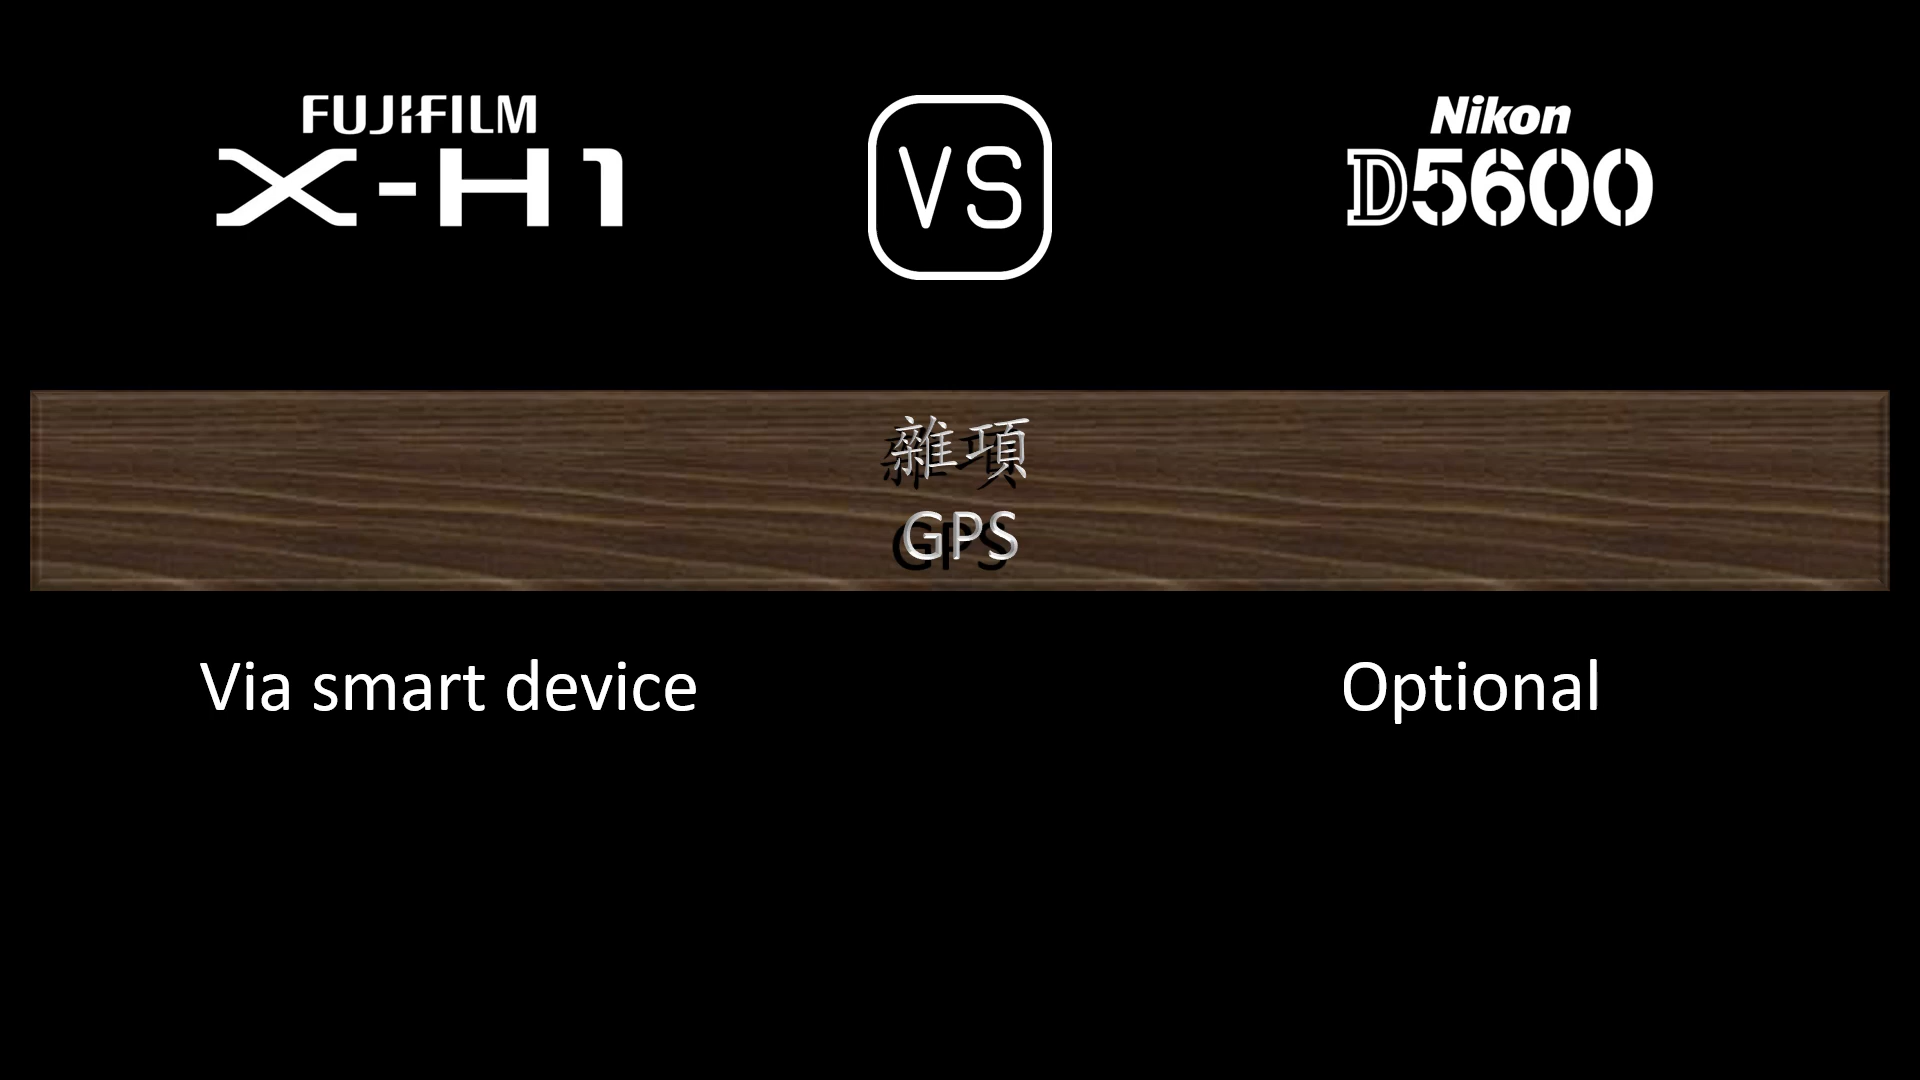 FUJIFILM
X-H1
VS
Nikon
D5600
雜項
GPS
Via smart device
Optional